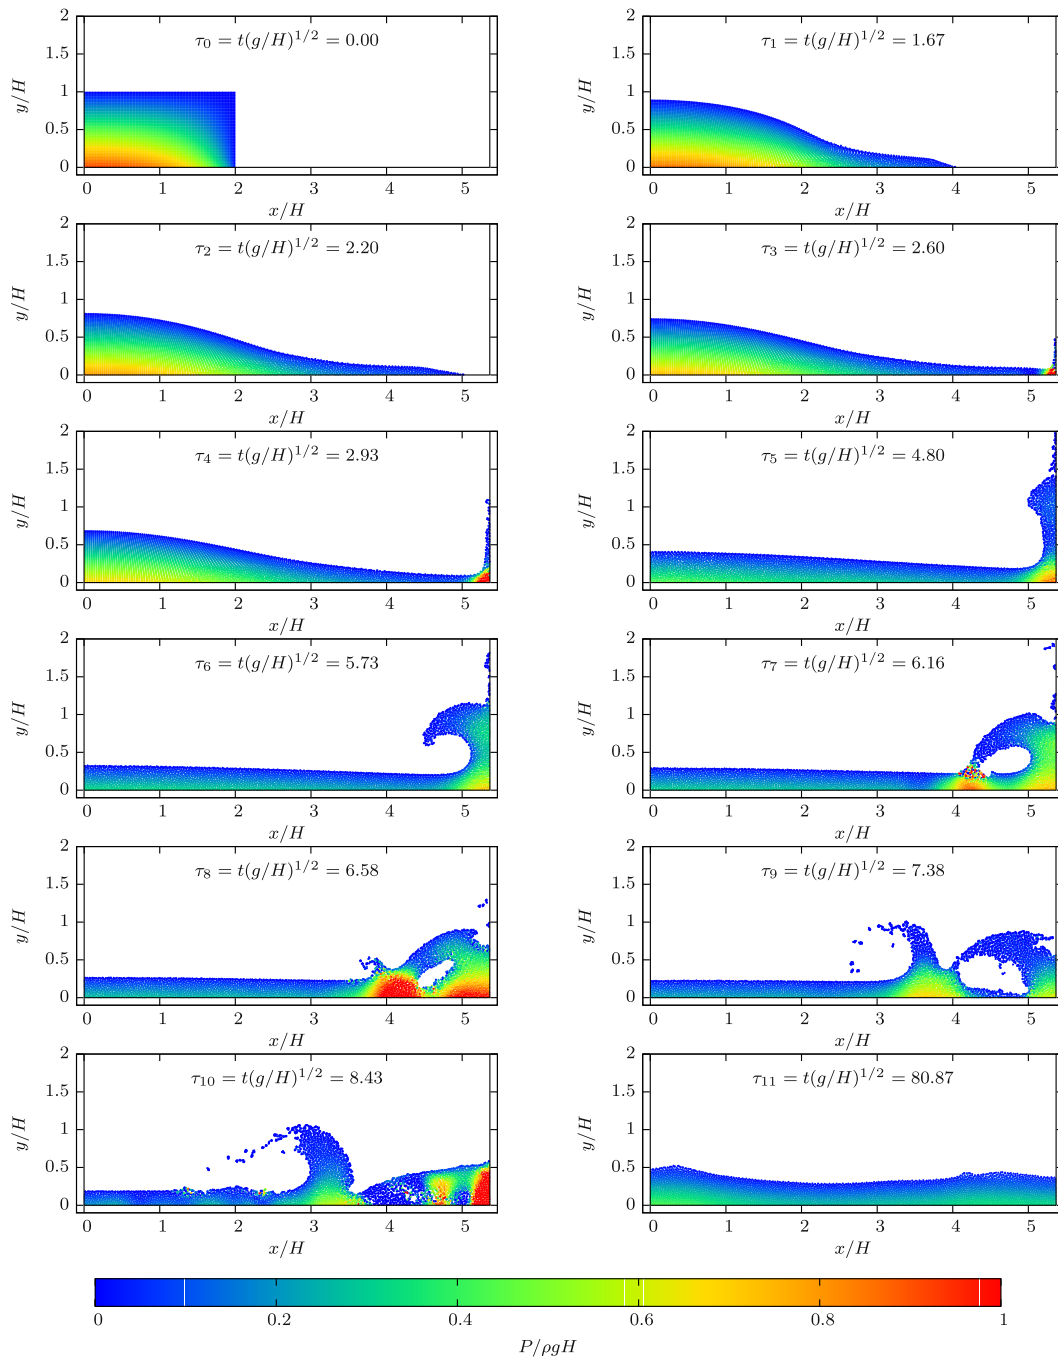 τ₀ = t(g/H)^{1/2} = 0.00
2
1.5
1
0.5
0
y/H
0 1 2 3 4 5
x/H
τ₁ = t(g/H)^{1/2} = 1.67
2
1.5
1
0.5
0
y/H
0 1 2 3 4 5
x/H
τ₂ = t(g/H)^{1/2} = 2.20
2
1.5
1
0.5
0
y/H
0 1 2 3 4 5
x/H
τ₃ = t(g/H)^{1/2} = 2.60
2
1.5
1
0.5
0
y/H
0 1 2 3 4 5
x/H
τ₄ = t(g/H)^{1/2} = 2.93
2
1.5
1
0.5
0
y/H
0 1 2 3 4 5
x/H
τ₅ = t(g/H)^{1/2} = 4.80
2
1.5
1
0.5
0
y/H
0 1 2 3 4 5
x/H
τ₆ = t(g/H)^{1/2} = 5.73
2
1.5
1
0.5
0
y/H
0 1 2 3 4 5
x/H
τ₇ = t(g/H)^{1/2} = 6.16
2
1.5
1
0.5
0
y/H
0 1 2 3 4 5
x/H
τ₈ = t(g/H)^{1/2} = 6.58
2
1.5
1
0.5
0
y/H
0 1 2 3 4 5
x/H
τ₉ = t(g/H)^{1/2} = 7.38
2
1.5
1
0.5
0
y/H
0 1 2 3 4 5
x/H
τ₁₀ = t(g/H)^{1/2} = 8.43
2
1.5
1
0.5
0
y/H
0 1 2 3 4 5
x/H
τ₁₁ = t(g/H)^{1/2} = 80.87
2
1.5
1
0.5
0
y/H
0 1 2 3 4 5
x/H
0 0.2 0.4 0.6 0.8 1
P/ρgH